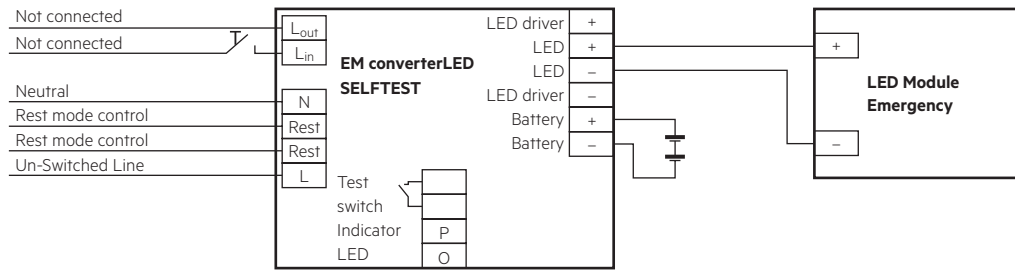 Not connected
Not connected
Neutral
Rest mode control
Rest mode control
Un-Switched Line
Lout
Lin
N
Rest
Rest
L
EM converterLED
SELFTEST
Test
switch
Indicator P
LED O
LED driver +
LED +
LED –
LED driver –
Battery +
Battery –
+
LED Module
Emergency
–